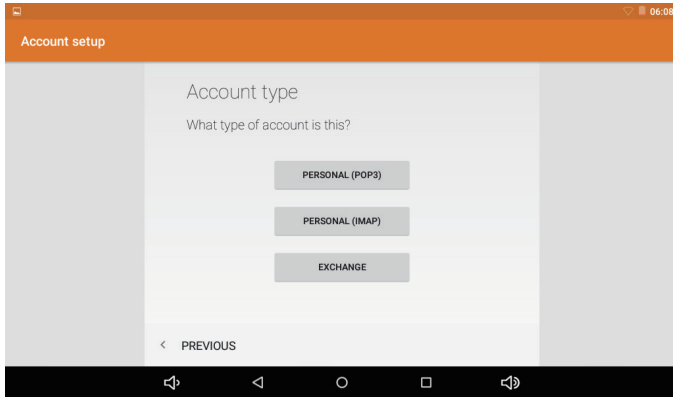 06:08
Account setup
Account type
What type of account is this?
PERSONAL (POP3)
PERSONAL (IMAP)
EXCHANGE
PREVIOUS